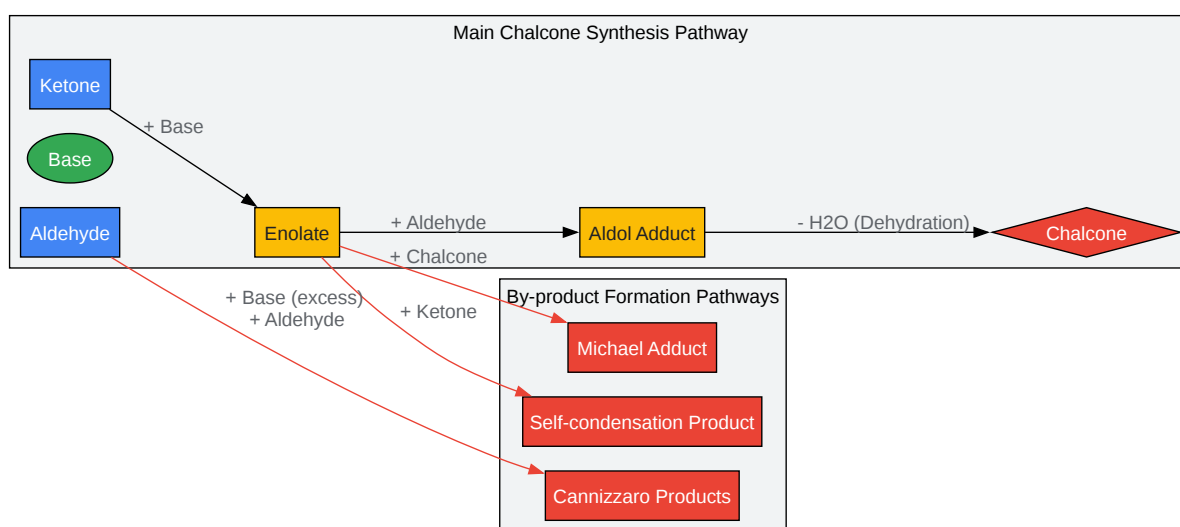 Main Chalcone Synthesis Pathway
Ketone
+ Base
Base
Aldehyde
Enolate
+ Aldehyde
Aldol Adduct
- H2O (Dehydration)
Chalcone
+ Chalcone
By-product Formation Pathways
+ Base (excess)
+ Aldehyde
+ Ketone
Michael Adduct
Self-condensation Product
Cannizzaro Products